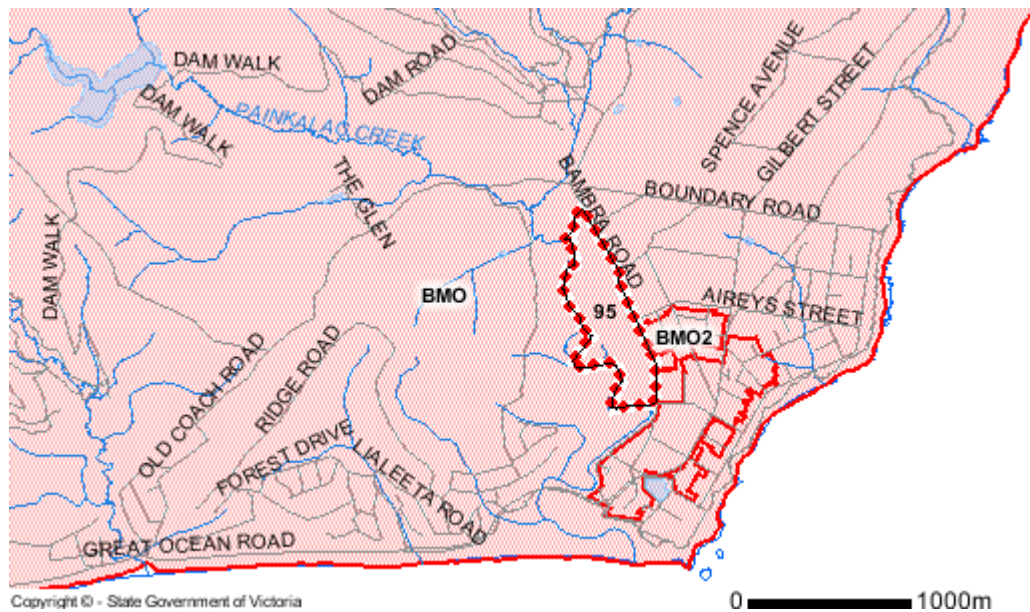 DAM WALK
DAM ROAD
SPENCE AVENUE
GILBERT STREET
DAM WALK
PAINKALAC CREEK
THE GLEN
BAMBRA ROAD
BOUNDARY ROAD
DAM WALK
BMO
95
AIREYS STREET
BMO2
OLD COACH ROAD
RIDGE ROAD
FOREST DRIVE
LIALEETA ROAD
GREAT OCEAN ROAD
Copyright © - State Government of Victoria
0 1000m